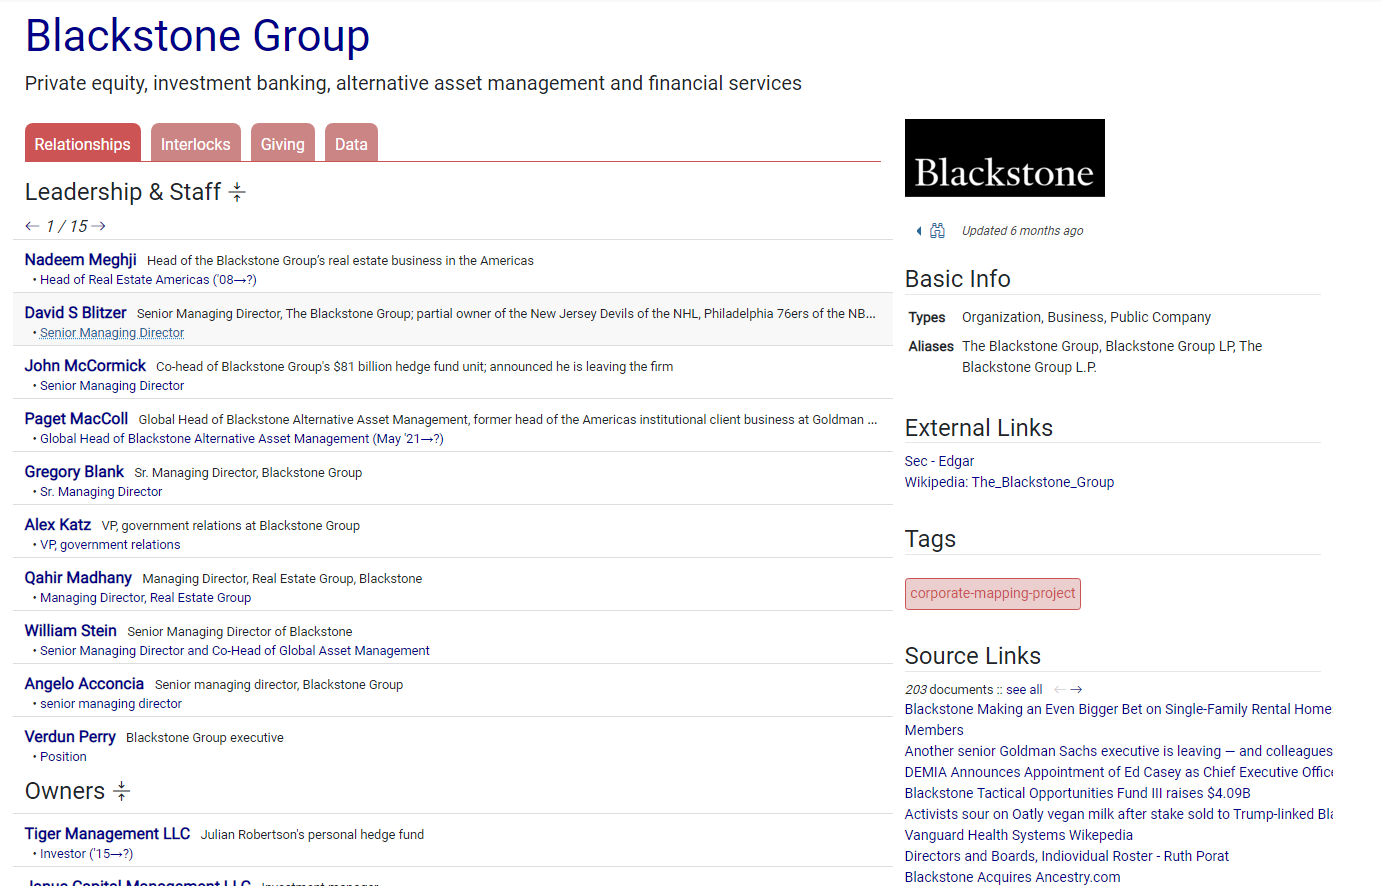 Blackstone Group
Private equity, investment banking, alternative asset management and financial services
Relationships Interlocks Giving Data
Leadership & Staff
← 1 / 15 →
Nadeem Meghji Head of the Blackstone Group's real estate business in the Americas
• Head of Real Estate Americas ('08→?)
David S Blitzer Senior Managing Director, The Blackstone Group; partial owner of the New Jersey Devils of the NHL, Philadelphia 76ers of the NB...
• Senior Managing Director
John McCormick Co-head of Blackstone Group's $81 billion hedge fund unit; announced he is leaving the firm
• Senior Managing Director
Paget MacColl Global Head of Blackstone Alternative Asset Management, former head of the Americas institutional client business at Goldman ...
• Global Head of Blackstone Alternative Asset Management (May '21→?)
Gregory Blank Sr. Managing Director, Blackstone Group
• Sr. Managing Director
Alex Katz VP, government relations at Blackstone Group
• VP, government relations
Qahir Madhany Managing Director, Real Estate Group, Blackstone
• Managing Director, Real Estate Group
William Stein Senior Managing Director of Blackstone
• Senior Managing Director and Co-Head of Global Asset Management
Angelo Acconcia Senior managing director, Blackstone Group
• senior managing director
Verdun Perry Blackstone Group executive
• Position
Owners
Tiger Management LLC Julian Robertson's personal hedge fund
• Investor ('15→?)
Janus Capital Management LLC Investment manager
Blackstone
Updated 6 months ago
Basic Info
Types Organization, Business, Public Company
Aliases The Blackstone Group, Blackstone Group LP, The
Blackstone Group L.P.
External Links
Sec - Edgar
Wikipedia: The_Blackstone_Group
Tags
corporate-mapping-project
Source Links
203 documents :: see all ← →
Blackstone Making an Even Bigger Bet on Single-Family Rental Home
Members
Another senior Goldman Sachs executive is leaving — and colleagues
DEMIA Announces Appointment of Ed Casey as Chief Executive Office
Blackstone Tactical Opportunities Fund III raises $4.09B
Activists sour on Oatly vegan milk after stake sold to Trump-linked Bla
Vanguard Health Systems Wikepedia
Directors and Boards, Indiovidual Roster - Ruth Porat
Blackstone Acquires Ancestry.com